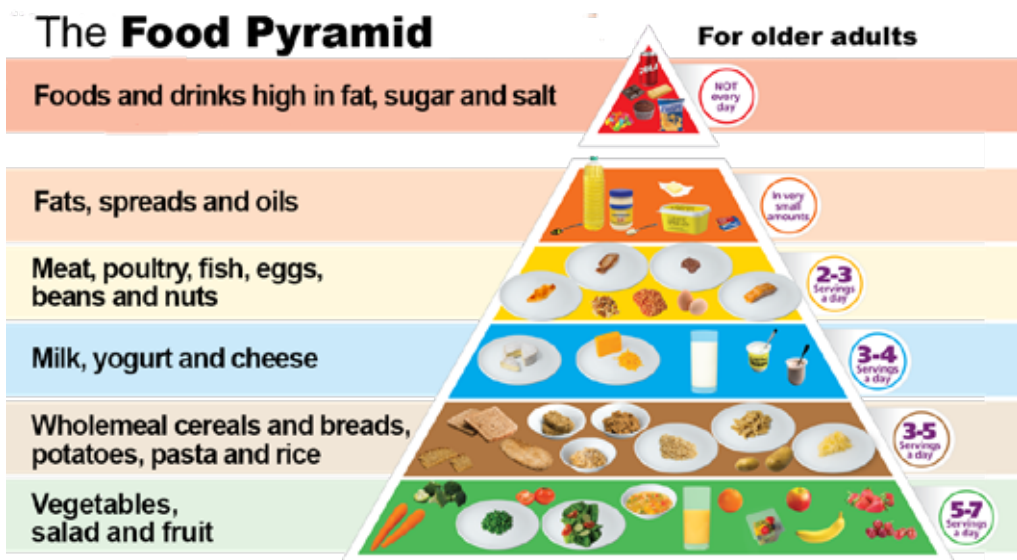 The Food Pyramid
For older adults
Foods and drinks high in fat, sugar and salt
NOT
every
day
Fats, spreads and oils
In very
small
amounts
Meat, poultry, fish, eggs,
beans and nuts
2-3
Servings
a day
Milk, yogurt and cheese
3-4
Servings
a day
Wholemeal cereals and breads,
potatoes, pasta and rice
3-5
Servings
a day
Vegetables,
salad and fruit
5-7
Servings
a day